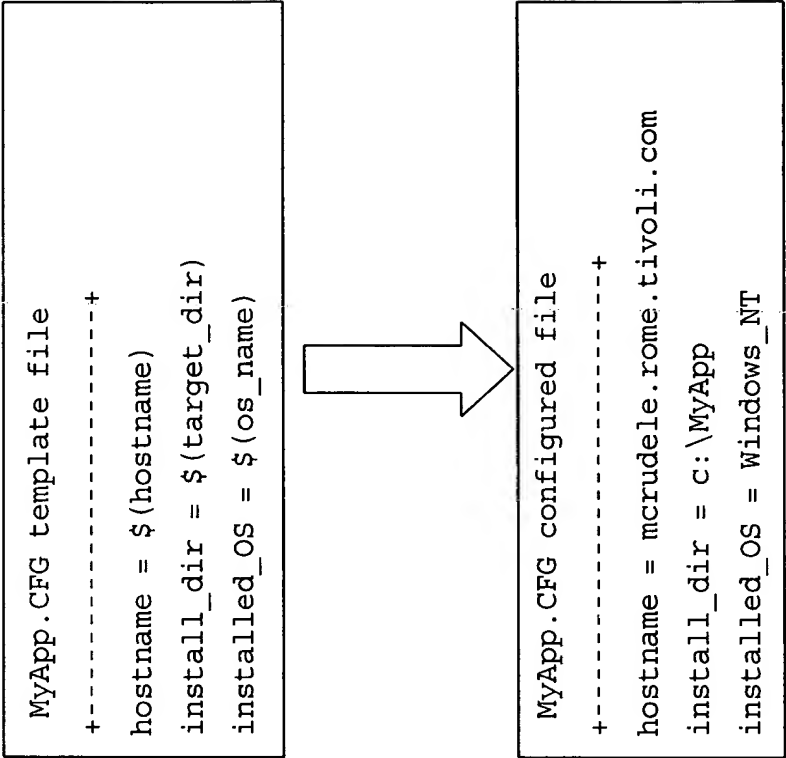 MyApp.CFG template file
+-----------------------+
hostname = $(hostname)
install_dir = $(target_dir)
installed_OS = $(os_name)
MyApp.CFG configured file
+-------------------------+
hostname = mcrudele.rome.tivoli.com
install_dir = c:\MyApp
installed_OS = Windows_NT